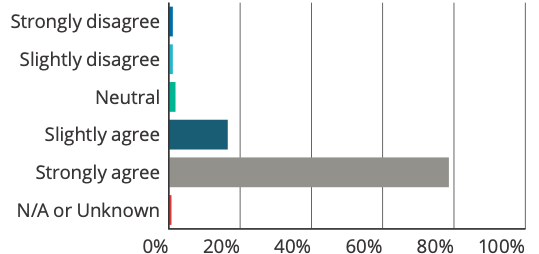 Strongly disagree
Slightly disagree
Neutral
Slightly agree
Strongly agree
N/A or Unknown
0% 20% 40% 60% 80% 100%